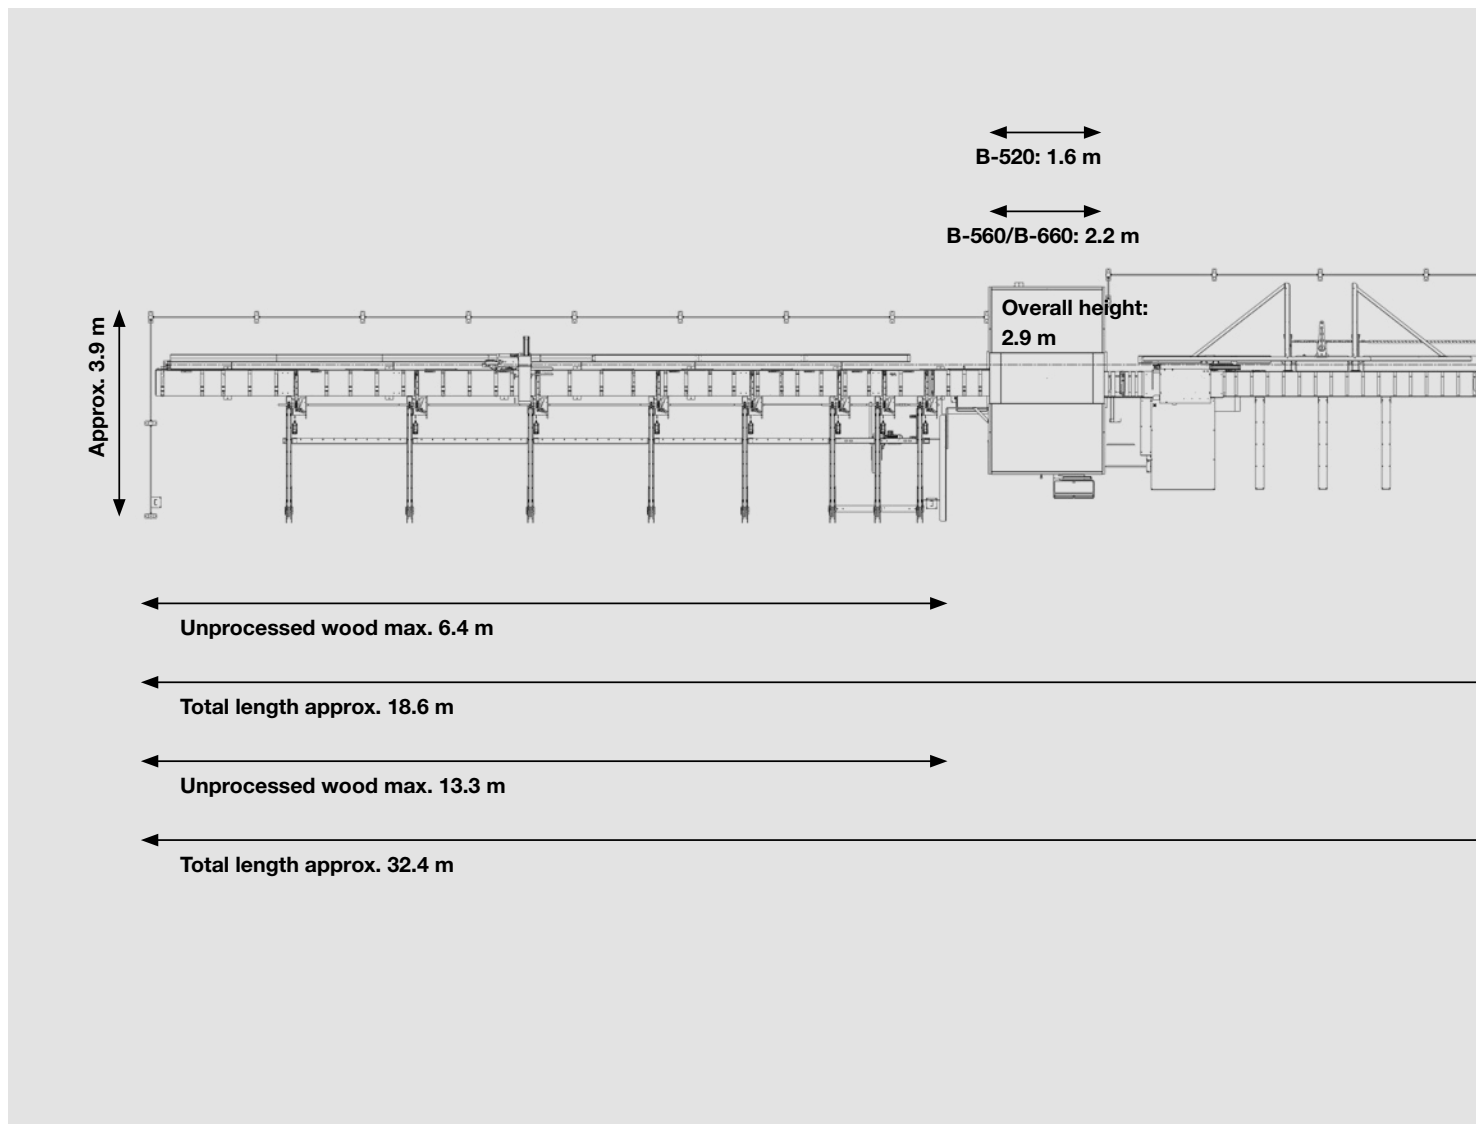 B-520: 1.6 m
B-560/B-660: 2.2 m
Overall height:
2.9 m
Approx. 3.9 m
Unprocessed wood max. 6.4 m
Total length approx. 18.6 m
Unprocessed wood max. 13.3 m
Total length approx. 32.4 m